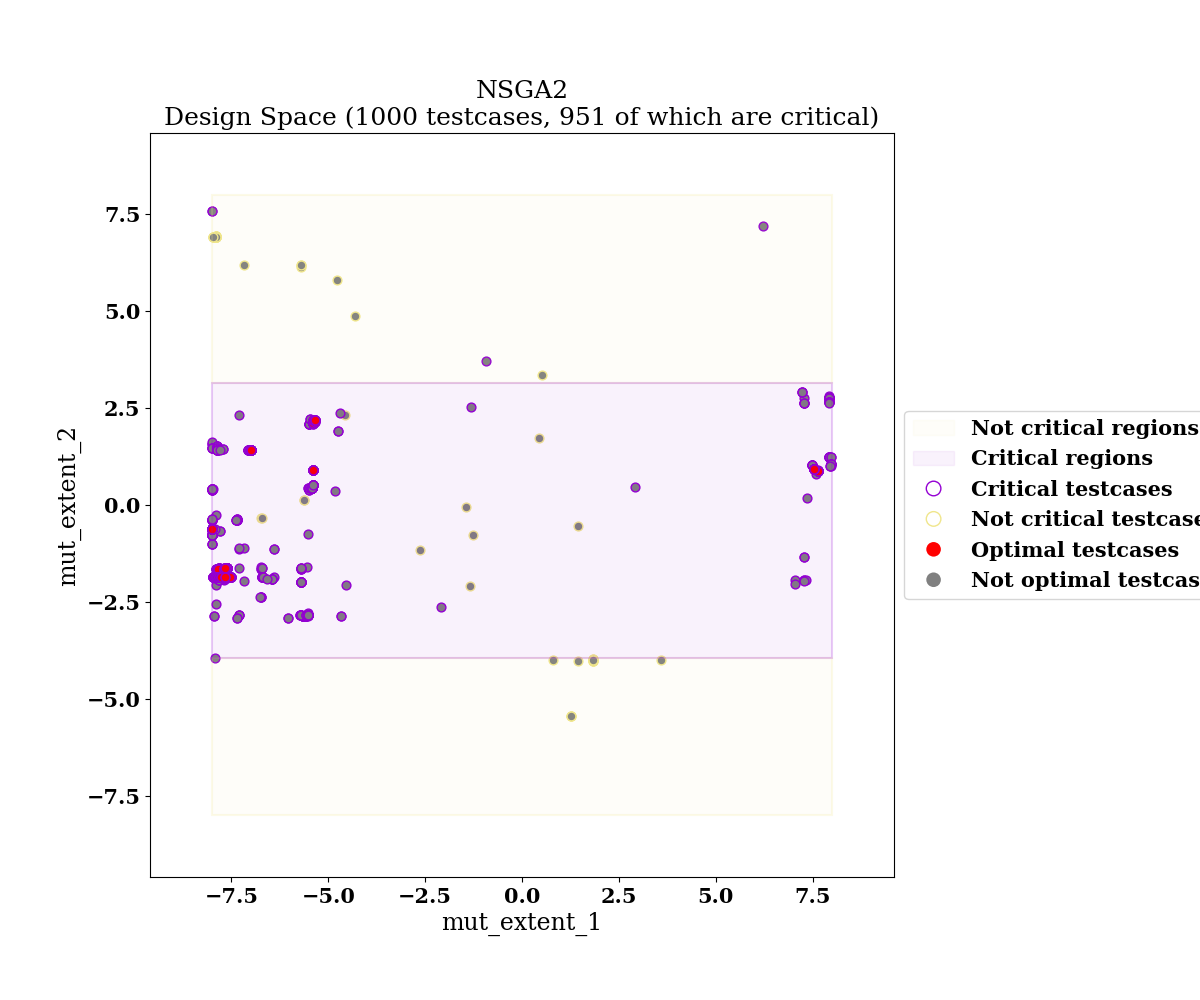 NSGA2
Design Space (1000 testcases, 951 of which are critical)
mut_extent_2
7.5
5.0
2.5
0.0
−2.5
−5.0
−7.5
−7.5 −5.0 −2.5 0.0 2.5 5.0 7.5
mut_extent_1
Not critical regions
Critical regions
Critical testcases
Not critical testcase
Optimal testcases
Not optimal testcas